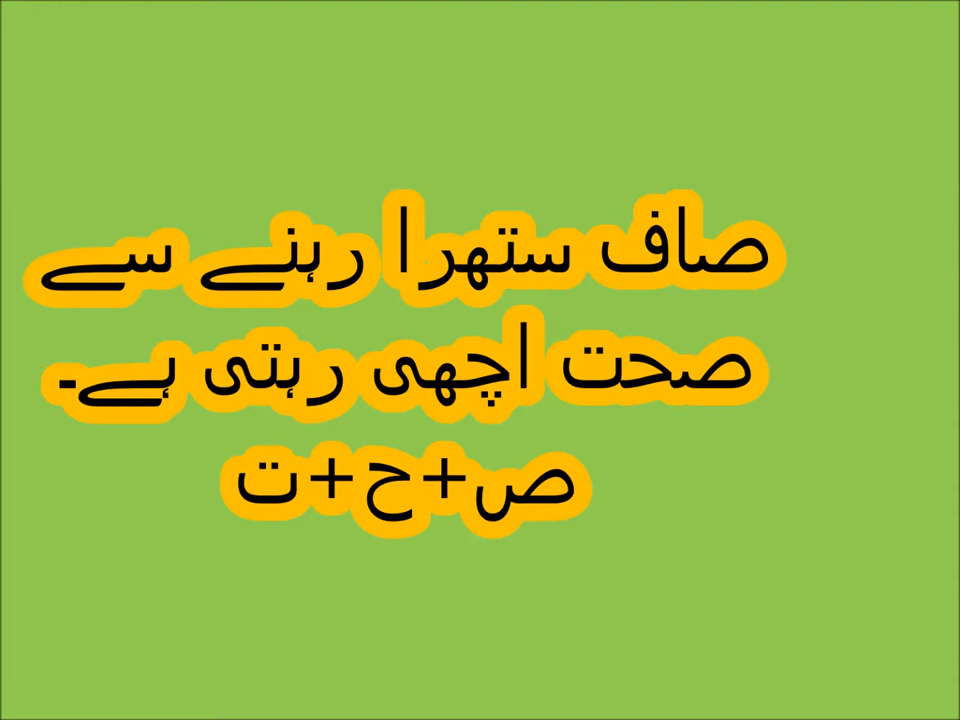 صاف ستھرا رہنے سے
صحت اچھی رہتی ہے۔
ص+ح+ت